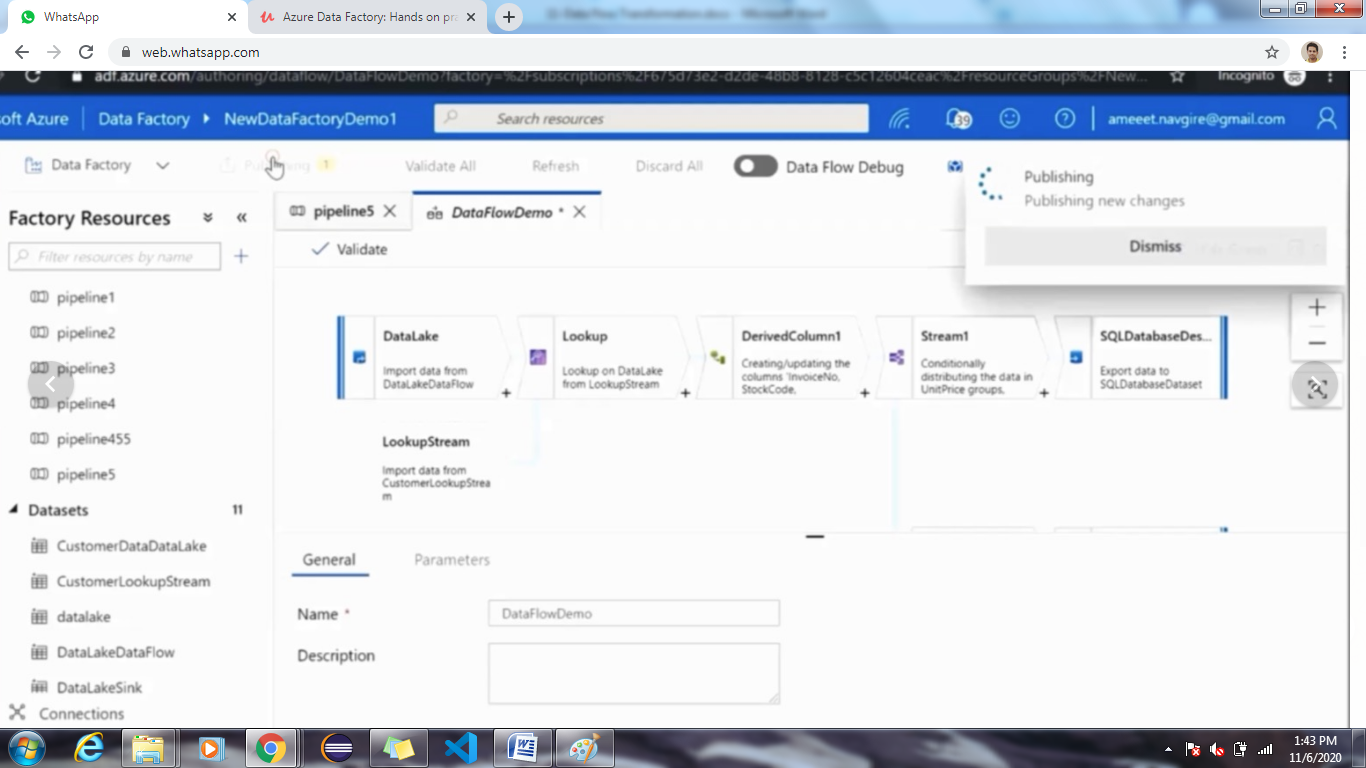 WhatsApp
Azure Data Factory: Hands on pra
web.whatsapp.com
soft Azure Data Factory NewDataFactoryDemo1 Search resources 39 ameeet.navgire@gmail.com
Data Factory 1 Validate All Refresh Discard All Data Flow Debug
Publishing
Publishing new changes
Dismiss
Factory Resources
Filter resources by name
pipeline1
pipeline2
pipeline3
pipeline4
pipeline455
pipeline5
Datasets 11
CustomerDataDataLake
CustomerLookupStream
datalake
DataLakeDataFlow
DataLakeSink
Connections
pipeline5 DataFlowDemo *
Validate
DataLake
Import data from
DataLakeDataFlow
Lookup
Lookup on DataLake
from LookupStream
DerivedColumn1
Creating/updating the
columns 'InvoiceNo,
StockCode,
Stream1
Conditionally
distributing the data in
UnitPrice groups,
SQLDatabaseDes...
Export data to
SQLDatabaseDataset
LookupStream
Import data from
CustomerLookupStrea
m
General Parameters
Name * DataFlowDemo
Description
1:43 PM
11/6/2020